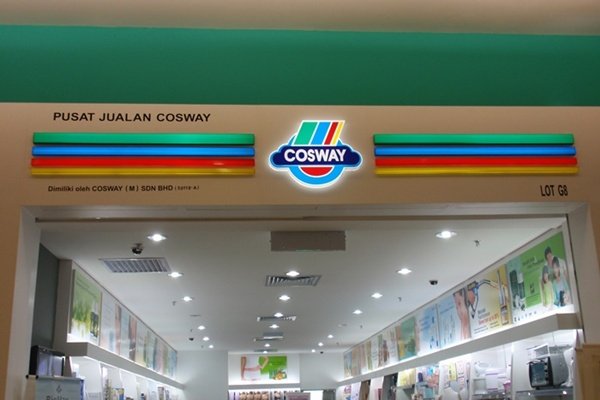 PUSAT JUALAN COSWAY
COSWAY
Dimiliki oleh COSWAY (M) SDN BHD
LOT G8